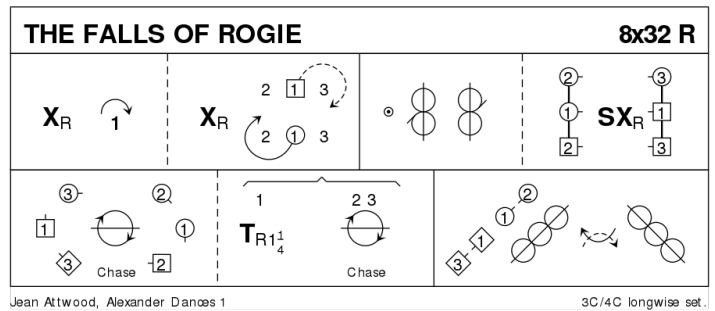 THE FALLS OF ROGIE 8x32 R
XR 1
XR 2 1 3
2 1 3
2 1 2 SXR 3 1 3
3 2 1 1 3 2
Chase
1 2 3
TR1 1/4
Chase
2 1 1 3
Jean Attwood, Alexander Dances 1 3C/4C longwise set.